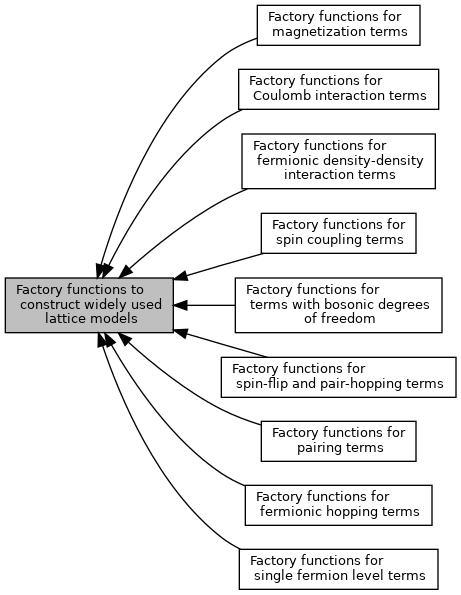 Factory functions for
magnetization terms
Factory functions for
Coulomb interaction terms
Factory functions for
fermionic density-density
interaction terms
Factory functions for
spin coupling terms
Factory functions to
construct widely used
lattice models
Factory functions for
terms with bosonic degrees
of freedom
Factory functions for
spin-flip and pair-hopping terms
Factory functions for
pairing terms
Factory functions for
fermionic hopping terms
Factory functions for
single fermion level terms